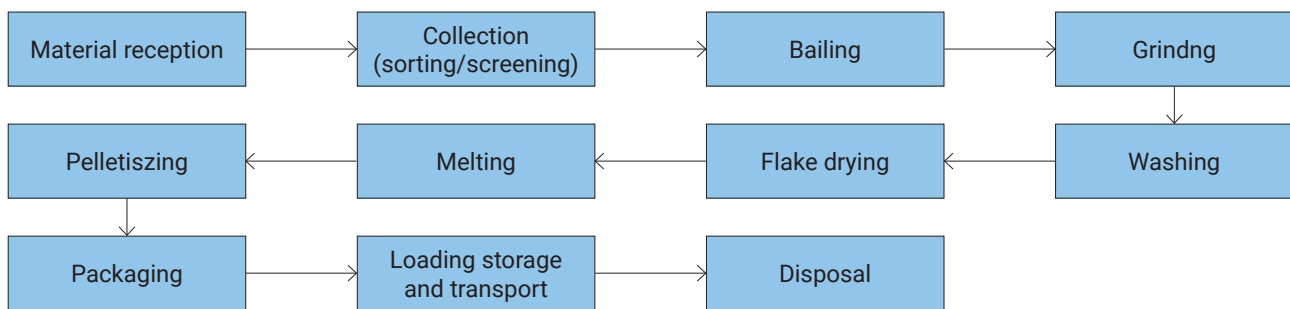 Material reception
Collection
(sorting/screening)
Bailing
Grindng
Pelletiszing
Melting
Flake drying
Washing
Packaging
Loading storage
and transport
Disposal